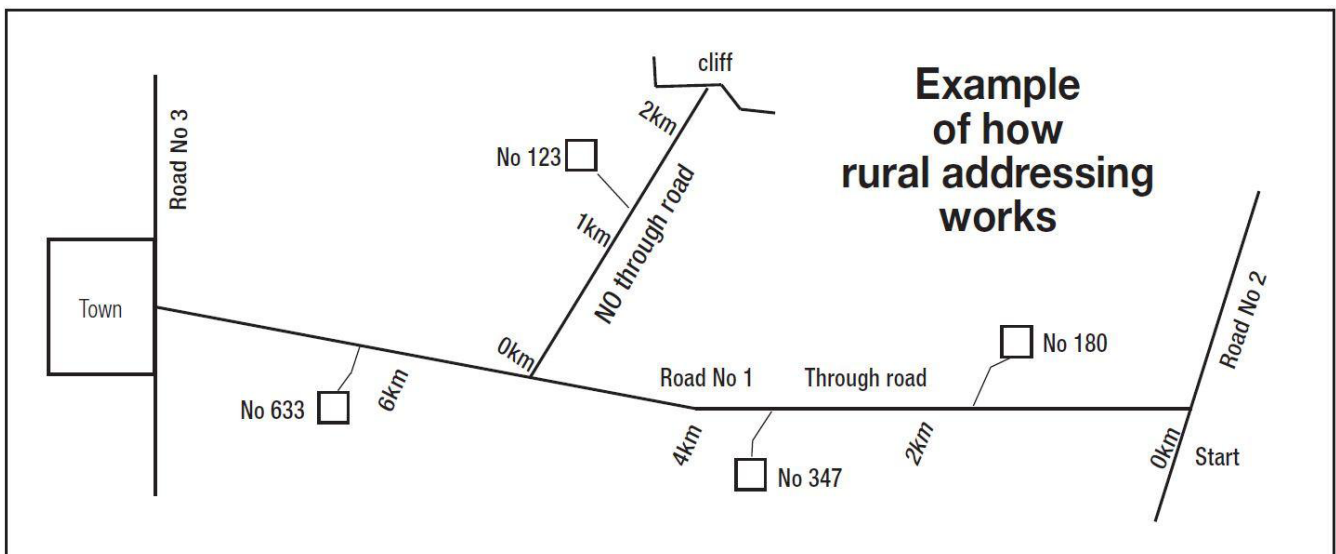 Example
of how
rural addressing
works
cliff
2km
No 123
1km
NO through road
0km
Road No 3
Town
No 633
6km
Road No 1
Through road
No 180
Road No 2
4km
No 347
2km
0km
Start